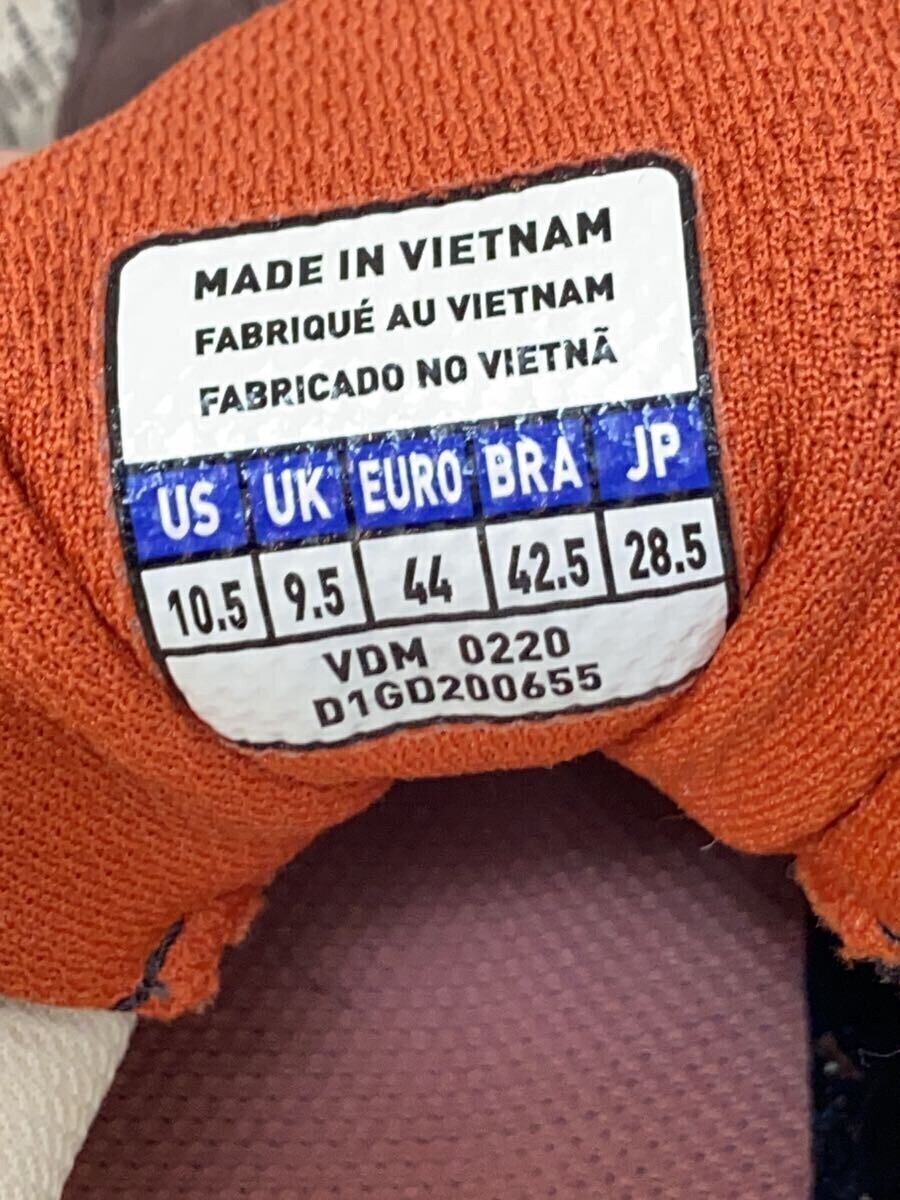 MADE IN VIETNAM
FABRIQUÉ AU VIETNAM
FABRICADO NO VIETNÃ
US UK EURO BRA JP
10.5 9.5 44 42.5 28.5
VDM 0220
D1GD200655